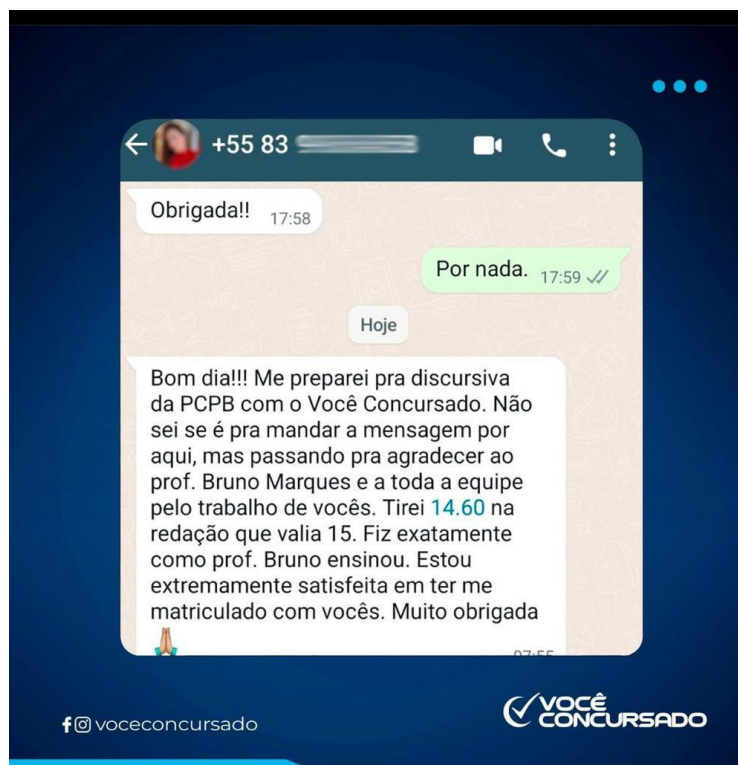 +55 83
Obrigada!! 17:58
Por nada. 17:59
Hoje
Bom dia!!! Me preparei pra discursiva
da PCPB com o Você Concursado. Não
sei se é pra mandar a mensagem por
aqui, mas passando pra agradecer ao
prof. Bruno Marques e a toda a equipe
pelo trabalho de vocês. Tirei 14.60 na
redação que valia 15. Fiz exatamente
como prof. Bruno ensinou. Estou
extremamente satisfeita em ter me
matriculado com vocês. Muito obrigada
voceconcursado
VOCÊ
CONCURSADO